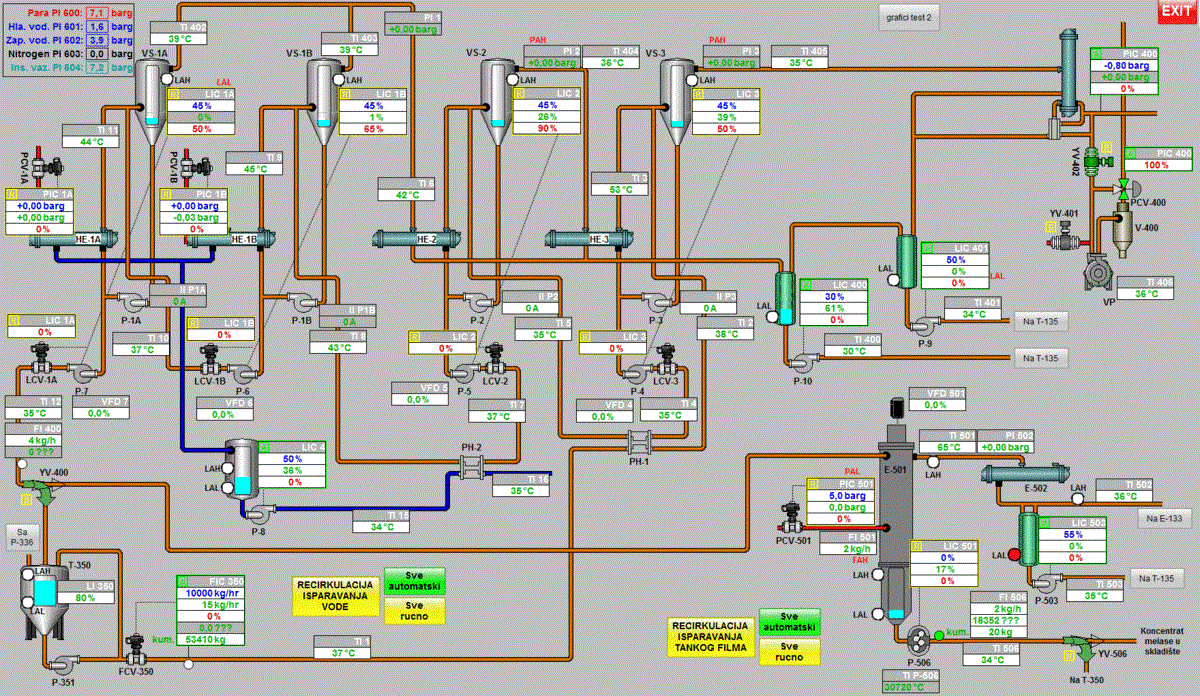 Para PI 600: 7,1 barg
Hla. vod. PI 601: 1,6 barg
Zap. vod. PI 602: 3,9 barg
Nitrogen PI 603: 0,0 barg
Ins. vaz. PI 604: 7,2 barg
TI 402
39 °C
PI 1
+0,00 barg
grafici test 2
EXIT
VS-1A
LAH
LAL
TI 403
39 °C
VS-1B
LAH
VS-2
LAH
PAH
PI 2
+0,00 barg
TI 404
36 °C
VS-3
LAH
PAH
PI 3
+0,00 barg
TI 405
35 °C
A PIC 400
-0,80 barg
+0,00 barg
0 %
R LIC 1A
45 %
0 %
50 %
R LIC 1B
45 %
1 %
65 %
R LIC 2
45 %
26 %
90 %
R LIC 3
45 %
39 %
50 %
TI 11
44 °C
TI 9
45 °C
TI 6
42 °C
TI 3
53 °C
YV-402
R
A PIC 400
100 %
PCV-400
YV-401
R
V-400
VP
TI 406
36 °C
PCV-1A
R PIC 1A
+0,00 barg
+0,00 barg
0 %
PCV-1B
R PIC 1B
+0,00 barg
-0,03 barg
0 %
HE-1A
HE-1B
HE-2
HE-3
A LIC 401
50 %
0 %
0 %
LAL
LAL
A LIC 400
30 %
61 %
0 %
LAL
P-1A
II P1A
0 A
P-1B
II P1B
0 A
P-2
II P2
0 A
P-3
II P3
0 A
TI 401
34 °C
Na T-135
P-9
R LIC 1A
0 %
TI 10
37 °C
R LIC 1B
0 %
TI 8
43 °C
R LIC 2
0 %
TI 5
35 °C
R LIC 3
0 %
TI 2
38 °C
TI 400
30 °C
Na T-135
P-10
LCV-1A
P-7
LCV-1B
P-6
P-5
LCV-2
P-4
LCV-3
TI 12
35 °C
VFD 7
0,0 %
VFD 6
0,0 %
VFD 5
0,0 %
TI 7
37 °C
VFD 4
0,0 %
TI 4
35 °C
VFD 501
0,0 %
FI 400
4 kg/h
0 ???
YV-400
R
LAH
LAL
A LIC 4
50 %
36 %
0 %
P-8
PH-2
PH-1
TI 16
35 °C
TI 15
34 °C
E-501
TI 501
65 °C
PI 502
+0,00 barg
LAH
E-502
LAH
TI 502
36 °C
Na E-133
PAL
R PIC 501
5,0 barg
0,0 barg
0 %
PCV-501
FI 501
2 kg/h
FAH
LAH
LAL
R LIC 501
0 %
17 %
0 %
A LIC 503
55 %
0 %
0 %
LAL
P-503
TI 503
35 °C
Na T-135
Sa
P-336
T-350
LAH
LAL
LI 350
80 %
P-351
FCV-350
A FIC 350
10000 kg/hr
15 kg/hr
0 %
0,0 ???
kum. 53410 kg
RECIRKULACIJA
ISPARAVANJA
VODE
Sve
automatski
Sve
rucno
TI 1
37 °C
RECIRKULACIJA
ISPARAVANJA
TANKOG FILMA
Sve
automatski
Sve
rucno
FI 506
2 kg/h
18352 ???
kum. 20 kg
P-506
TI P-506
30720 °C
TI 506
34 °C
R
YV-506
Koncentrat
melase u
skladište
Na T-350